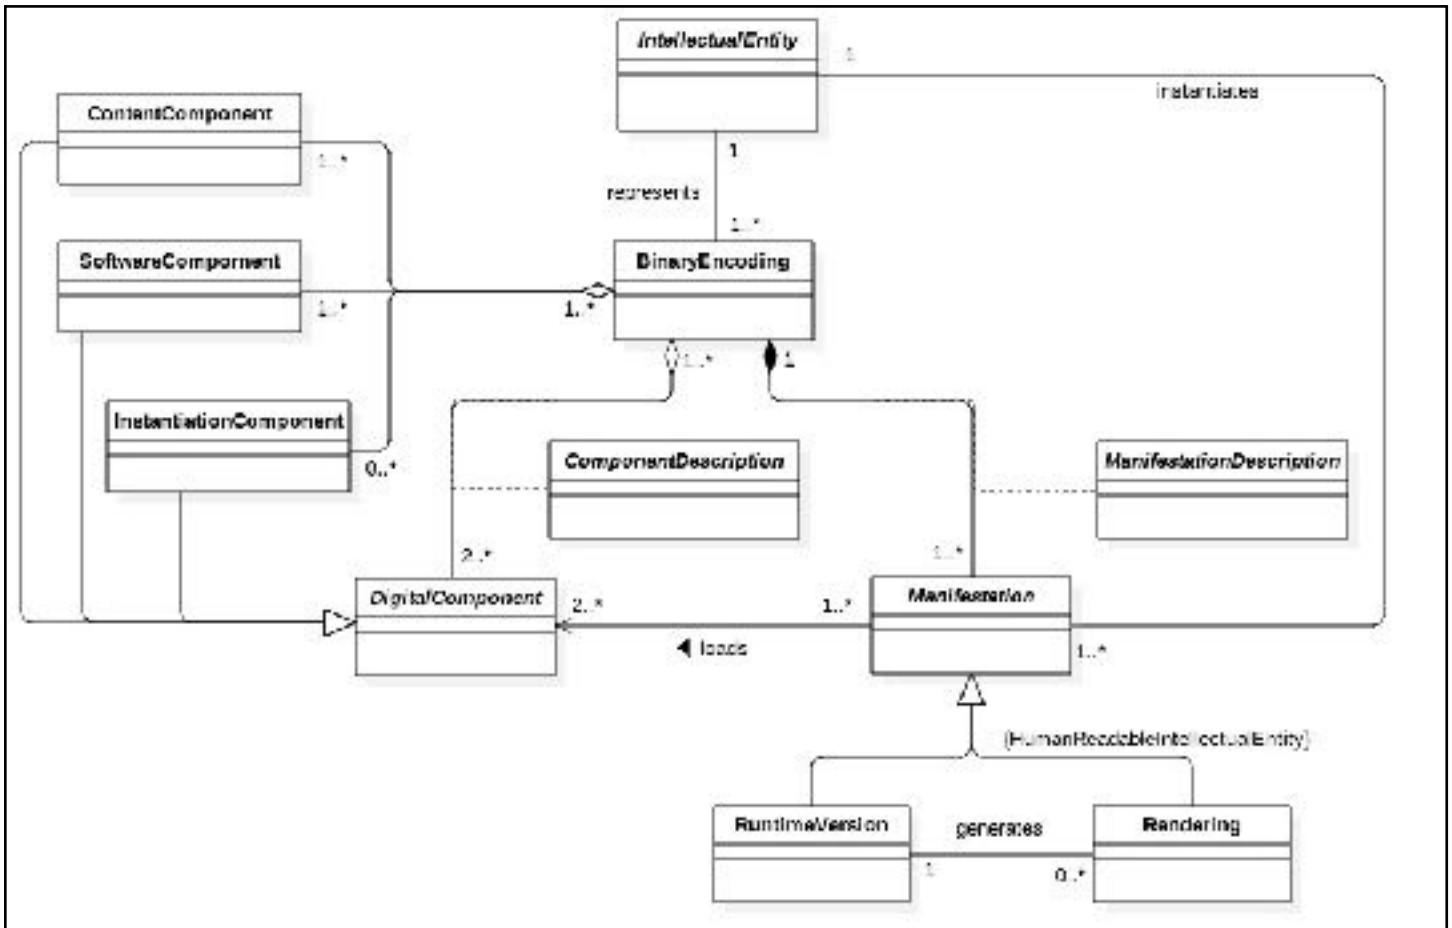 IntellectualEntity
1
instantiates
ContentComponent
1..*
1
represents
1..*
SoftwareComponent
BinaryEncoding
1..*
1..*
1..*
1
InstantiationComponent
0..*
ComponentDescription
ManifestationDescription
2..*
1..*
DigitalComponent
2..*
1..*
Manifestation
◀ loads
1..*
{HumanReadableIntellectualEntity}
RuntimeVersion
generates
Rendering
1
0..*